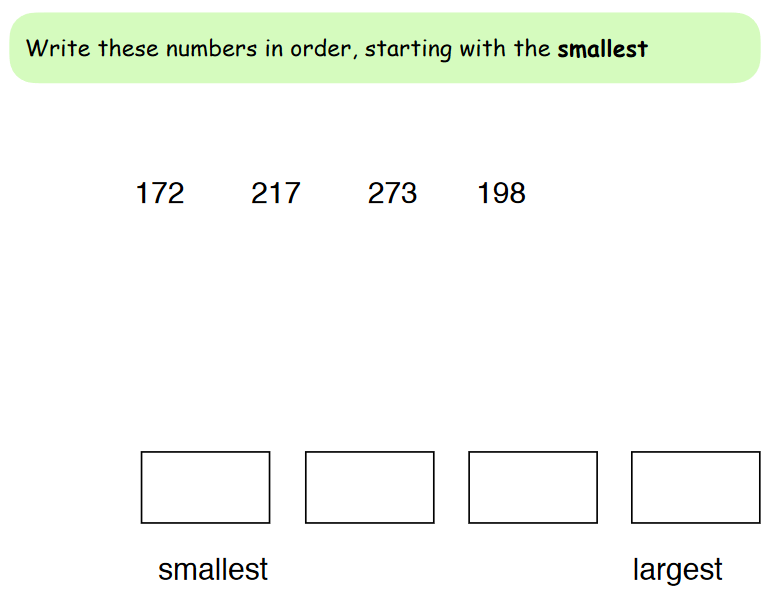 Write these numbers in order, starting with the smallest
172 217 273 198
smallest largest